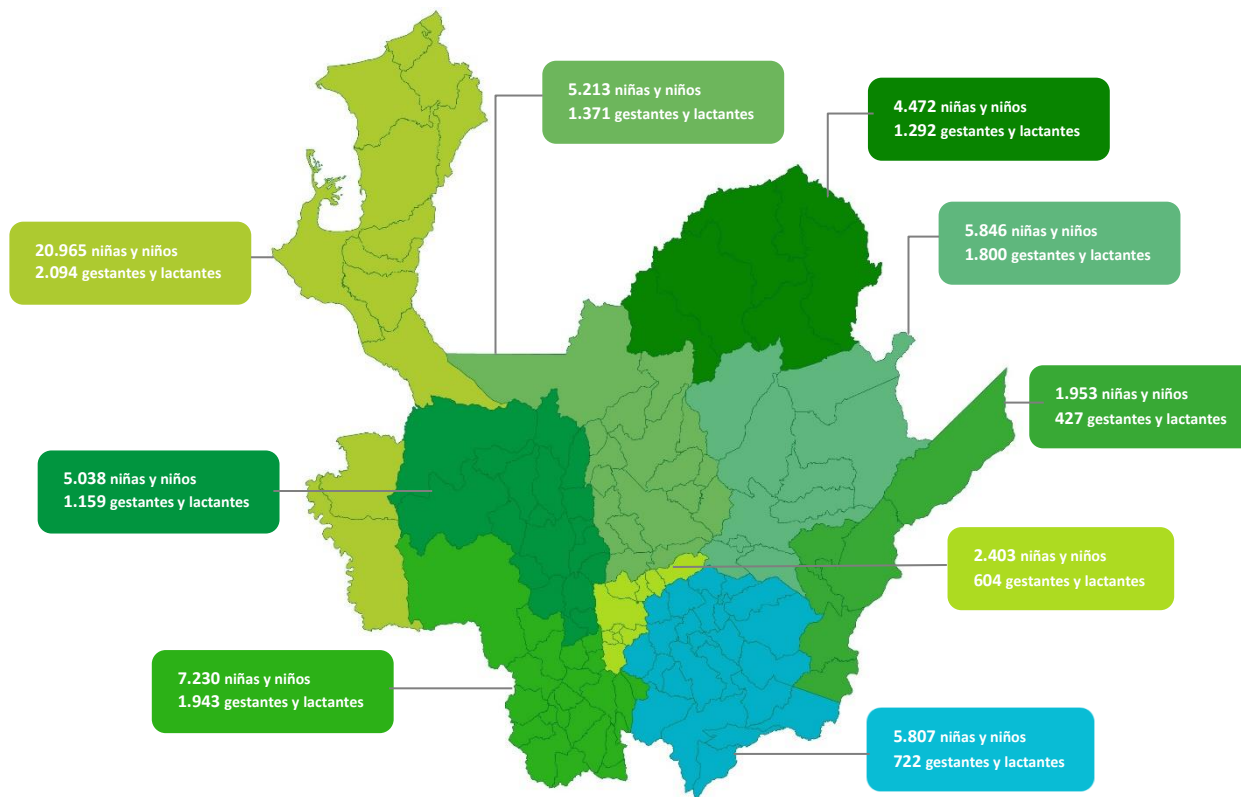 5.213 niñas y niños
1.371 gestantes y lactantes
4.472 niñas y niños
1.292 gestantes y lactantes
20.965 niñas y niños
2.094 gestantes y lactantes
5.846 niñas y niños
1.800 gestantes y lactantes
1.953 niñas y niños
427 gestantes y lactantes
5.038 niñas y niños
1.159 gestantes y lactantes
2.403 niñas y niños
604 gestantes y lactantes
7.230 niñas y niños
1.943 gestantes y lactantes
5.807 niñas y niños
722 gestantes y lactantes